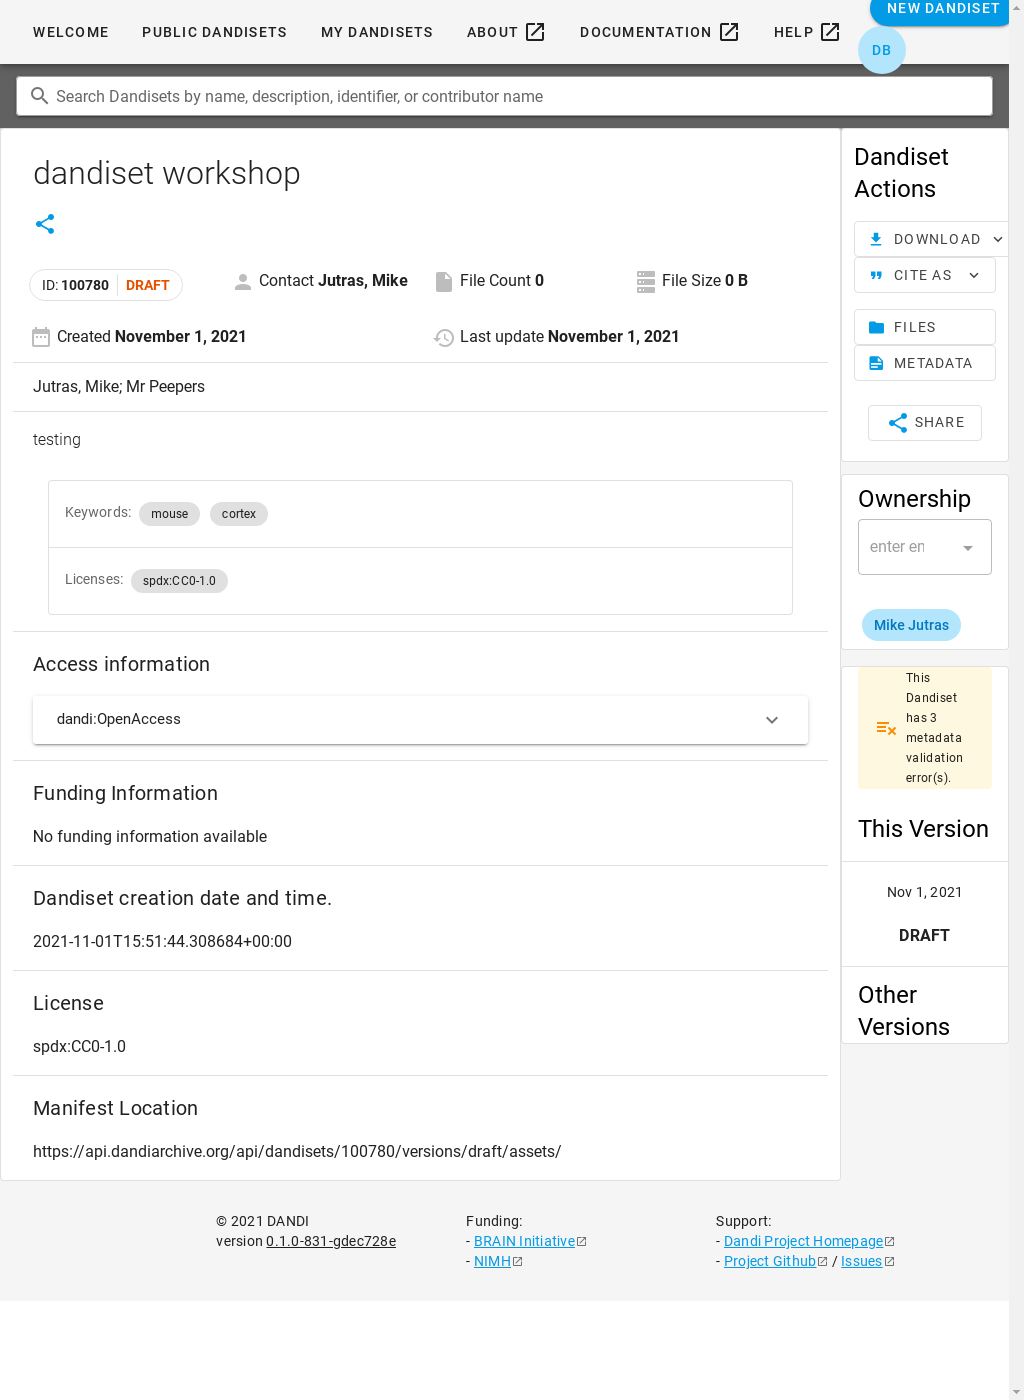 WELCOME
PUBLIC DANDISETS
MY DANDISETS
ABOUT
DOCUMENTATION
HELP
NEW DANDISET
DB
Search Dandisets by name, description, identifier, or contributor name
dandiset workshop
ID: 100780 DRAFT
Contact Jutras, Mike
File Count 0
File Size 0 B
Created November 1, 2021
Last update November 1, 2021
Jutras, Mike; Mr Peepers
testing
Keywords: mouse cortex
Licenses: spdx:CC0-1.0
Access information
dandi:OpenAccess
Funding Information
No funding information available
Dandiset creation date and time.
2021-11-01T15:51:44.308684+00:00
License
spdx:CC0-1.0
Manifest Location
https://api.dandiarchive.org/api/dandisets/100780/versions/draft/assets/
Dandiset
Actions
DOWNLOAD
CITE AS
FILES
METADATA
SHARE
Ownership
enter en
Mike Jutras
This
Dandiset
has 3
metadata
validation
error(s).
This Version
Nov 1, 2021
DRAFT
Other
Versions
© 2021 DANDI
version 0.1.0-831-gdec728e
Funding:
- BRAIN Initiative
- NIMH
Support:
- Dandi Project Homepage
- Project Github / Issues